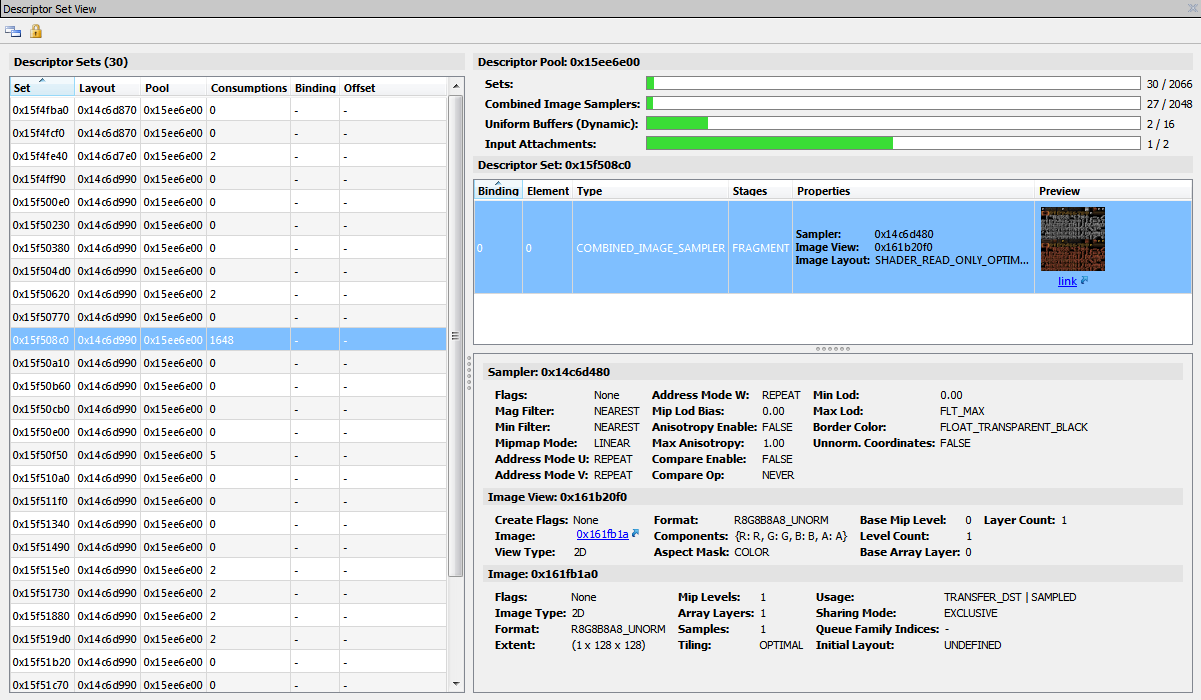 Descriptor Set View
Descriptor Sets (30)
Set Layout Pool Consumptions Binding Offset
0x15f4fba0 0x14c6d870 0x15ee6e00 0 - -
0x15f4fcf0 0x14c6d870 0x15ee6e00 0 - -
0x15f4fe40 0x14c6d7e0 0x15ee6e00 2 - -
0x15f4ff90 0x14c6d990 0x15ee6e00 0 - -
0x15f500e0 0x14c6d990 0x15ee6e00 0 - -
0x15f50230 0x14c6d990 0x15ee6e00 0 - -
0x15f50380 0x14c6d990 0x15ee6e00 0 - -
0x15f504d0 0x14c6d990 0x15ee6e00 0 - -
0x15f50620 0x14c6d990 0x15ee6e00 2 - -
0x15f50770 0x14c6d990 0x15ee6e00 0 - -
0x15f508c0 0x14c6d990 0x15ee6e00 1648 - -
0x15f50a10 0x14c6d990 0x15ee6e00 0 - -
0x15f50b60 0x14c6d990 0x15ee6e00 0 - -
0x15f50cb0 0x14c6d990 0x15ee6e00 0 - -
0x15f50e00 0x14c6d990 0x15ee6e00 0 - -
0x15f50f50 0x14c6d990 0x15ee6e00 5 - -
0x15f510a0 0x14c6d990 0x15ee6e00 0 - -
0x15f511f0 0x14c6d990 0x15ee6e00 0 - -
0x15f51340 0x14c6d990 0x15ee6e00 0 - -
0x15f51490 0x14c6d990 0x15ee6e00 0 - -
0x15f515e0 0x14c6d990 0x15ee6e00 2 - -
0x15f51730 0x14c6d990 0x15ee6e00 2 - -
0x15f51880 0x14c6d990 0x15ee6e00 2 - -
0x15f519d0 0x14c6d990 0x15ee6e00 2 - -
0x15f51b20 0x14c6d990 0x15ee6e00 0 - -
0x15f51c70 0x14c6d990 0x15ee6e00 0 - -
Descriptor Pool: 0x15ee6e00
Sets: 30 / 2066
Combined Image Samplers: 27 / 2048
Uniform Buffers (Dynamic): 2 / 16
Input Attachments: 1 / 2
Descriptor Set: 0x15f508c0
Binding Element Type Stages Properties Preview
0 0 COMBINED_IMAGE_SAMPLER FRAGMENT
Sampler: 0x14c6d480
Image View: 0x161b20f0
Image Layout: SHADER_READ_ONLY_OPTIM...
link
Sampler: 0x14c6d480
Flags: None Address Mode W: REPEAT Min Lod: 0.00
Mag Filter: NEAREST Mip Lod Bias: 0.00 Max Lod: FLT_MAX
Min Filter: NEAREST Anisotropy Enable: FALSE Border Color: FLOAT_TRANSPARENT_BLACK
Mipmap Mode: LINEAR Max Anisotropy: 1.00 Unnorm. Coordinates: FALSE
Address Mode U: REPEAT Compare Enable: FALSE
Address Mode V: REPEAT Compare Op: NEVER
Image View: 0x161b20f0
Create Flags: None Format: R8G8B8A8_UNORM Base Mip Level: 0 Layer Count: 1
Image: 0x161fb1a Components: {R: R, G: G, B: B, A: A} Level Count: 1
View Type: 2D Aspect Mask: COLOR Base Array Layer: 0
Image: 0x161fb1a0
Flags: None Mip Levels: 1 Usage: TRANSFER_DST | SAMPLED
Image Type: 2D Array Layers: 1 Sharing Mode: EXCLUSIVE
Format: R8G8B8A8_UNORM Samples: 1 Queue Family Indices: -
Extent: (1 x 128 x 128) Tiling: OPTIMAL Initial Layout: UNDEFINED